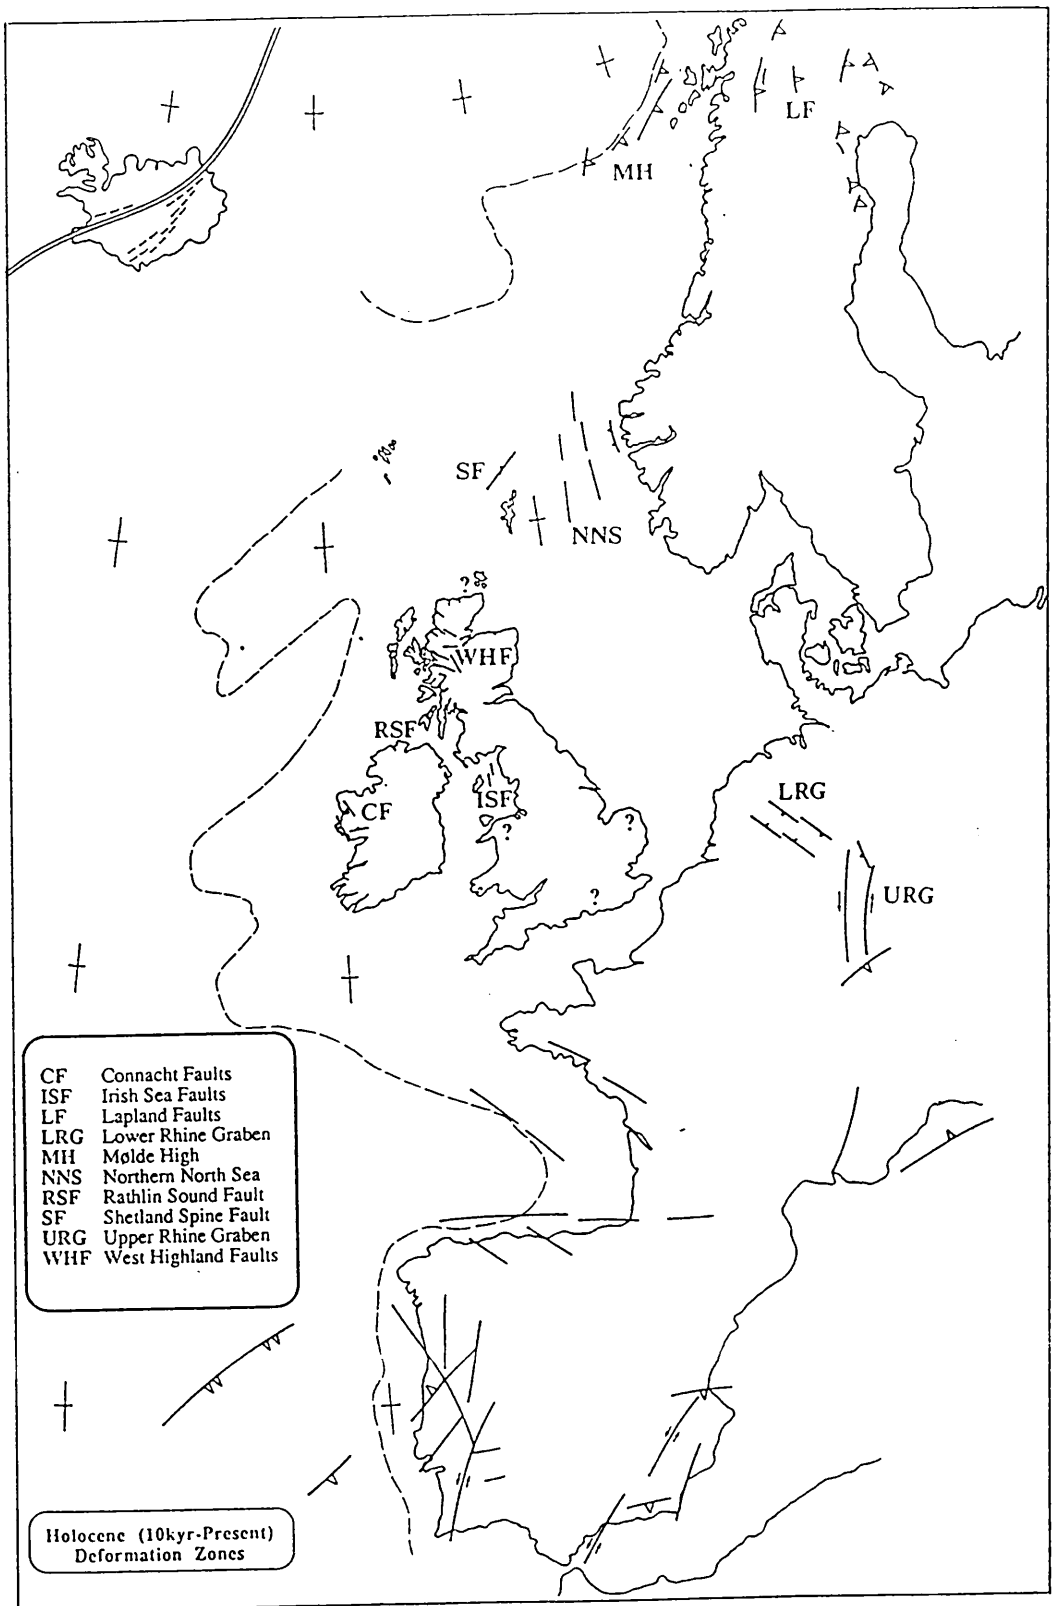 LF
MH
SF
NNS
?
WHF
RSF
CF
ISF
?
?
?
LRG
URG
CF Connacht Faults
ISF Irish Sea Faults
LF Lapland Faults
LRG Lower Rhine Graben
MH Mølde High
NNS Northern North Sea
RSF Rathlin Sound Fault
SF Shetland Spine Fault
URG Upper Rhine Graben
WHF West Highland Faults
Holocene (10kyr-Present)
Deformation Zones